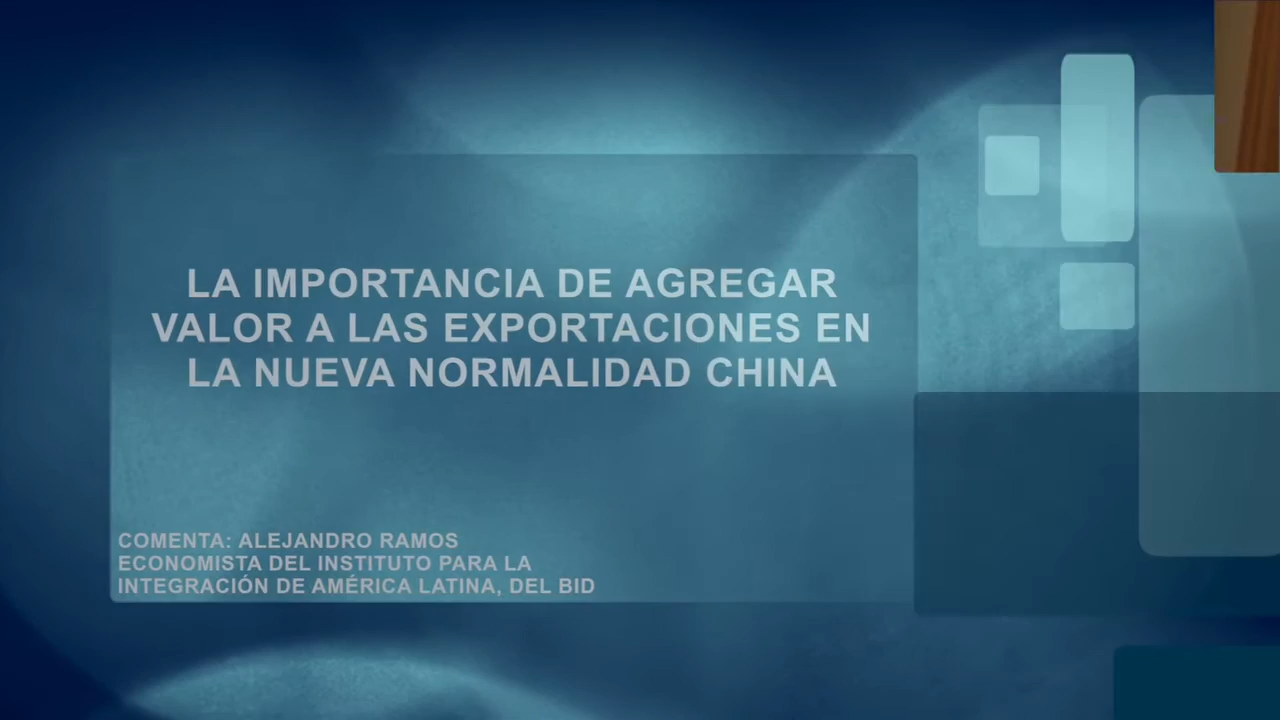 LA IMPORTANCIA DE AGREGAR
VALOR A LAS EXPORTACIONES EN
LA NUEVA NORMALIDAD CHINA
COMENTA: ALEJANDRO RAMOS
ECONOMISTA DEL INSTITUTO PARA LA
INTEGRACIÓN DE AMÉRICA LATINA, DEL BID